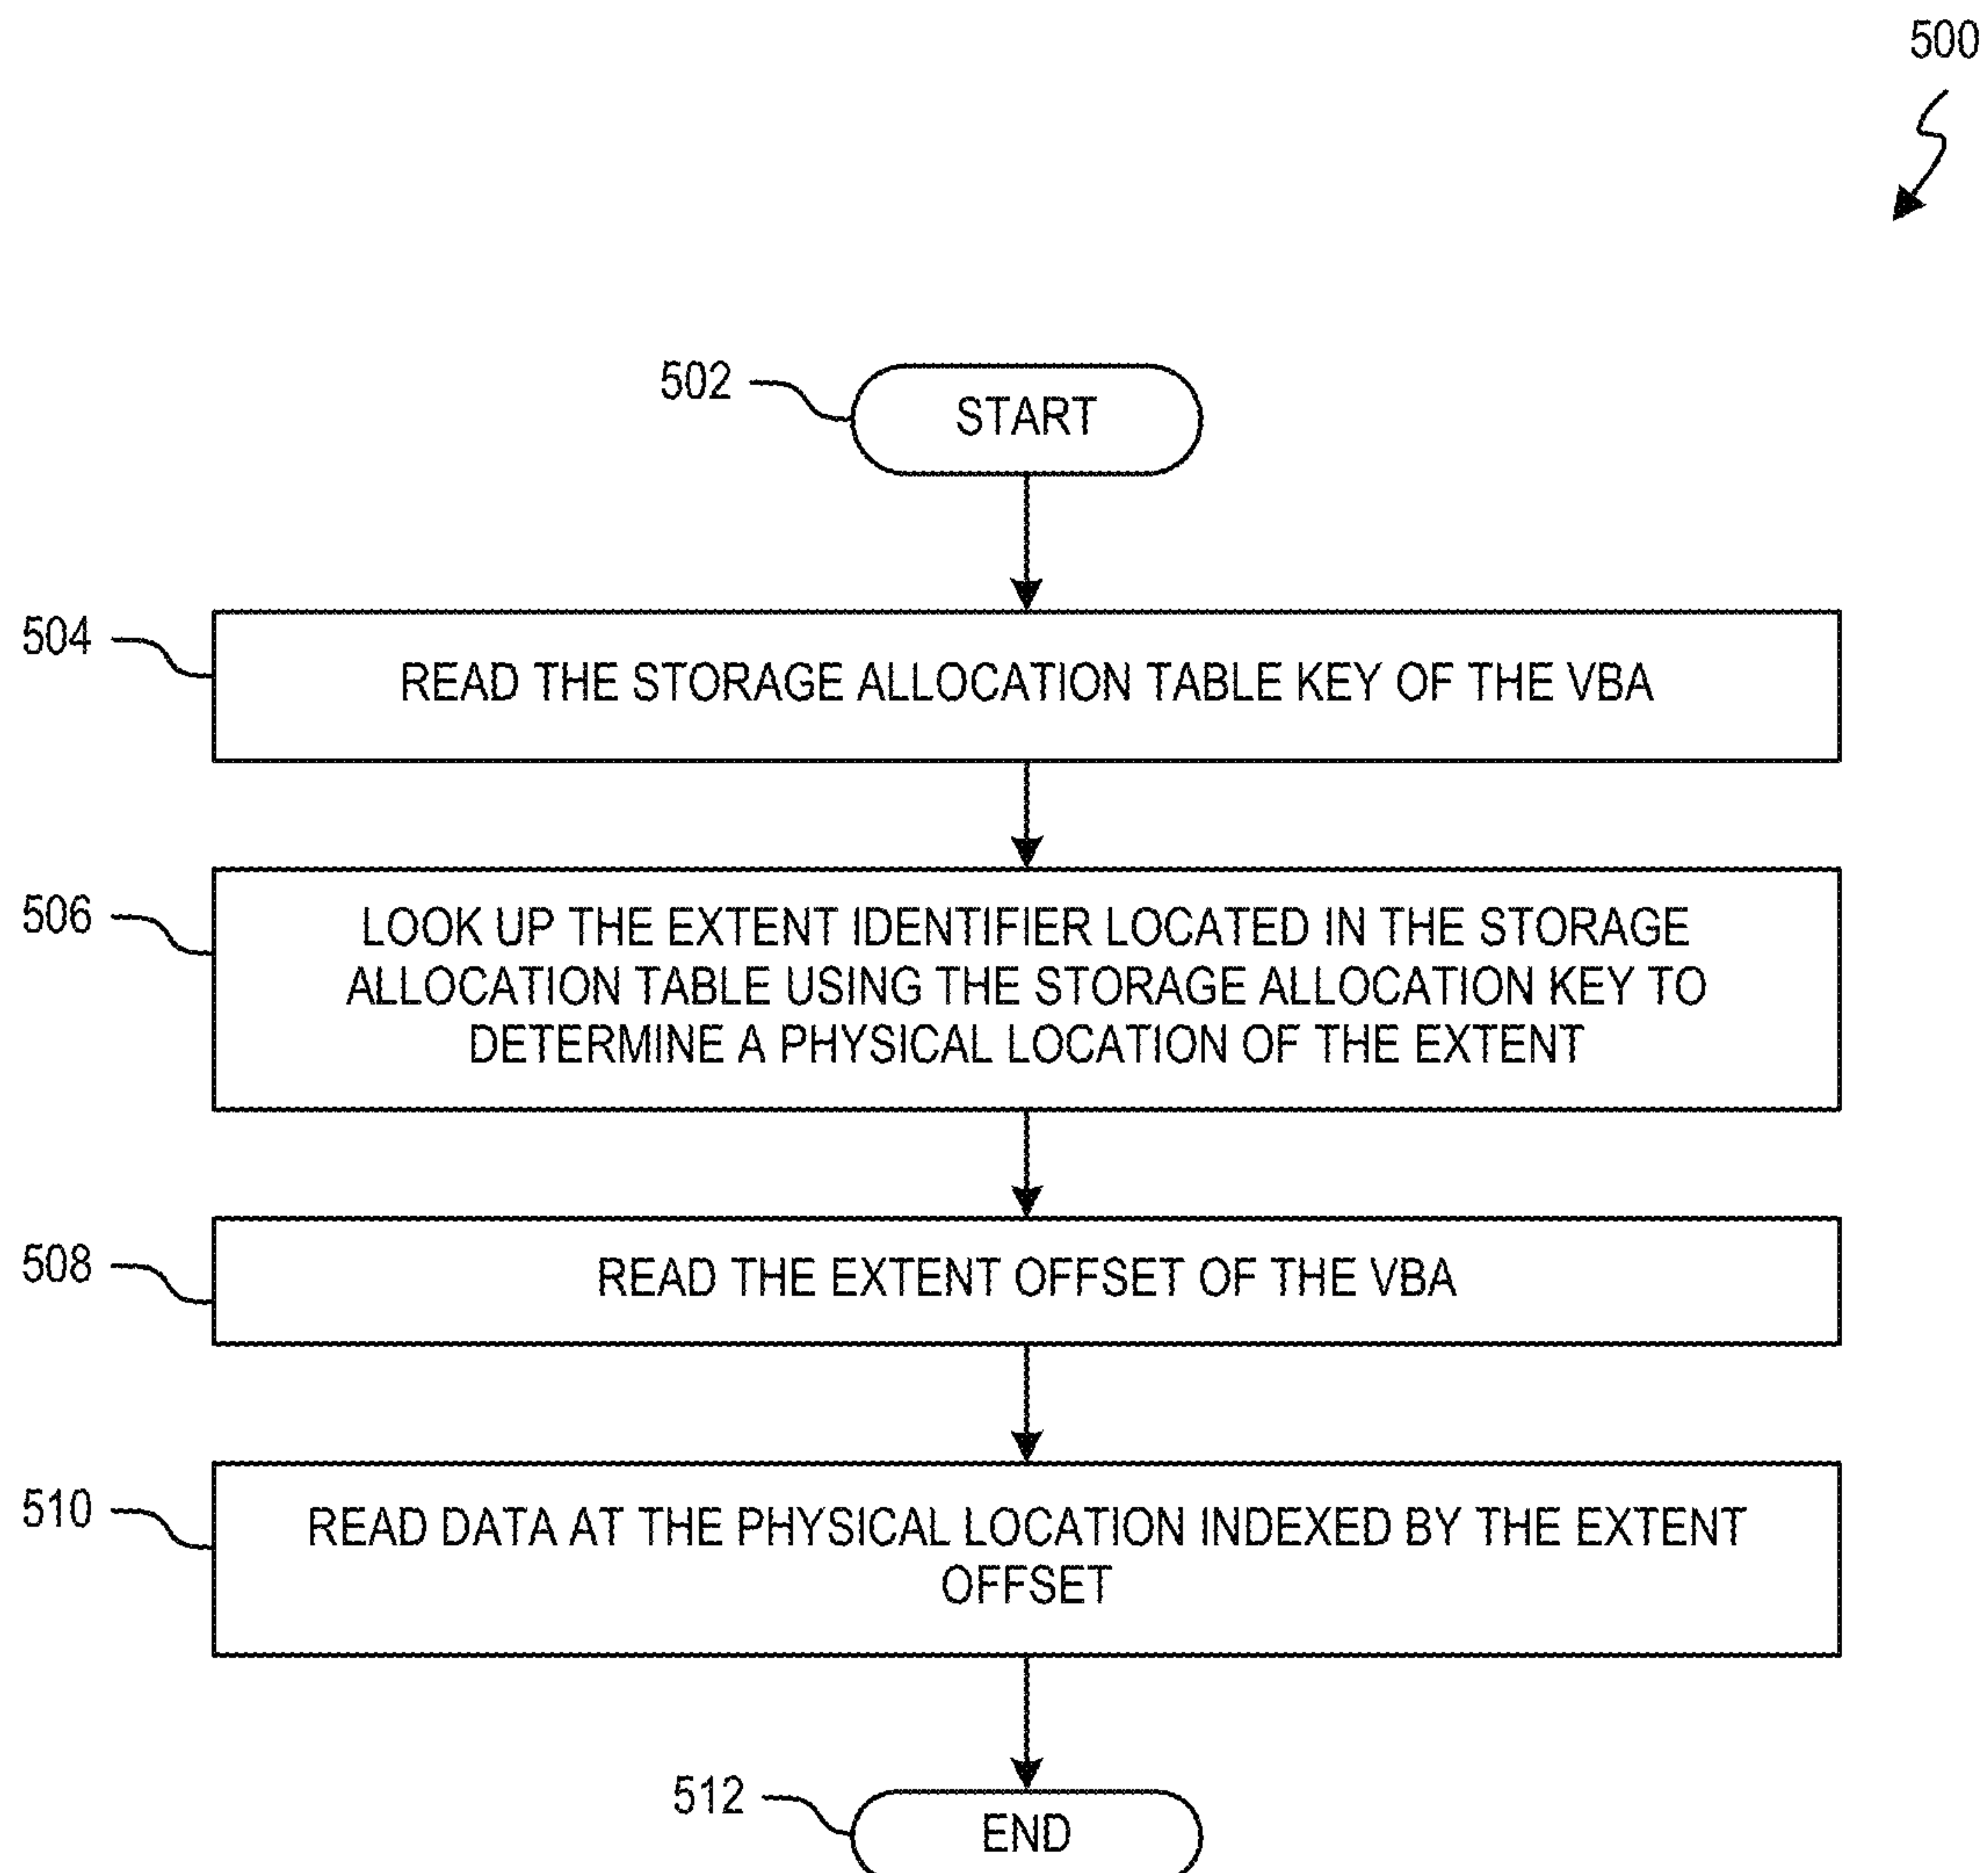 500
502
START
504
READ THE STORAGE ALLOCATION TABLE KEY OF THE VBA
506
LOOK UP THE EXTENT IDENTIFIER LOCATED IN THE STORAGE
ALLOCATION TABLE USING THE STORAGE ALLOCATION KEY TO
DETERMINE A PHYSICAL LOCATION OF THE EXTENT
508
READ THE EXTENT OFFSET OF THE VBA
510
READ DATA AT THE PHYSICAL LOCATION INDEXED BY THE EXTENT
OFFSET
512
END